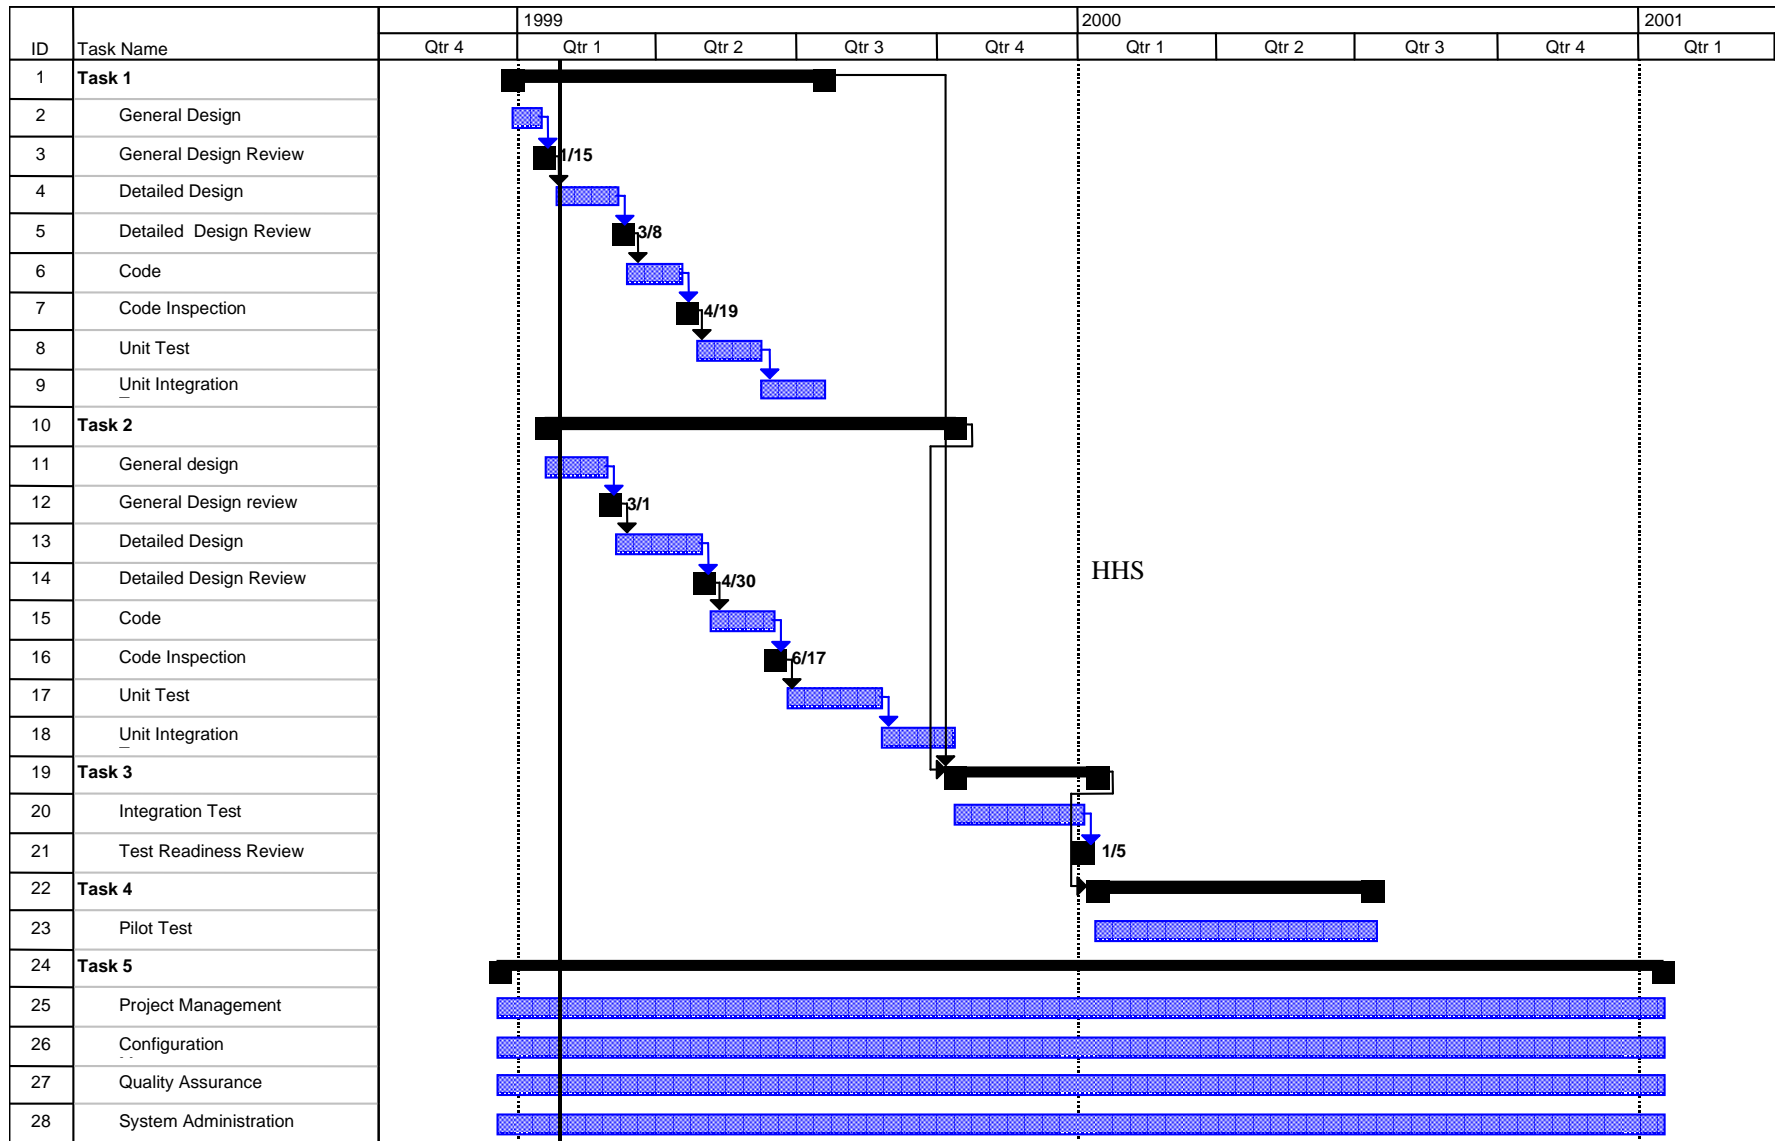 1999 2000 2001
ID Task Name Qtr 4 Qtr 1 Qtr 2 Qtr 3 Qtr 4 Qtr 1 Qtr 2 Qtr 3 Qtr 4 Qtr 1
1 Task 1
2 General Design
3 General Design Review 1/15
4 Detailed Design
5 Detailed Design Review 3/8
6 Code
7 Code Inspection 4/19
8 Unit Test
9 Unit Integration
10 Task 2
11 General design
12 General Design review 3/1
13 Detailed Design
14 Detailed Design Review 4/30
HHS
15 Code
16 Code Inspection 6/17
17 Unit Test
18 Unit Integration
19 Task 3
20 Integration Test
21 Test Readiness Review 1/5
22 Task 4
23 Pilot Test
24 Task 5
25 Project Management
26 Configuration
27 Quality Assurance
28 System Administration